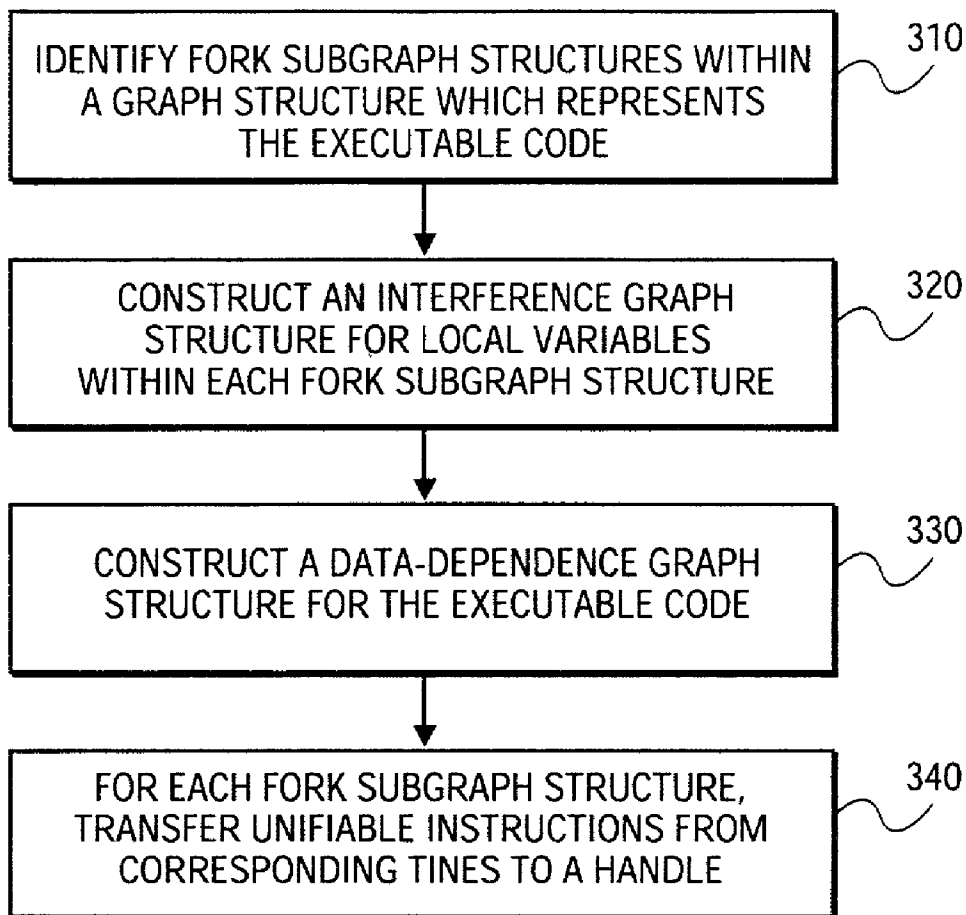 IDENTIFY FORK SUBGRAPH STRUCTURES WITHIN
A GRAPH STRUCTURE WHICH REPRESENTS
THE EXECUTABLE CODE
310
CONSTRUCT AN INTERFERENCE GRAPH
STRUCTURE FOR LOCAL VARIABLES
WITHIN EACH FORK SUBGRAPH STRUCTURE
320
CONSTRUCT A DATA-DEPENDENCE GRAPH
STRUCTURE FOR THE EXECUTABLE CODE
330
FOR EACH FORK SUBGRAPH STRUCTURE,
TRANSFER UNIFIABLE INSTRUCTIONS FROM
CORRESPONDING TINES TO A HANDLE
340